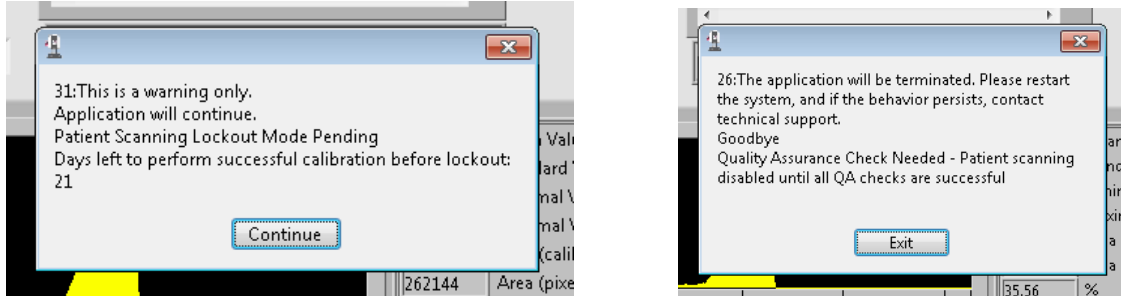 31:This is a warning only.
Application will continue.
Patient Scanning Lockout Mode Pending
Days left to perform successful calibration before lockout:
21
Continue
262144
Area (pixe
26:The application will be terminated. Please restart
the system, and if the behavior persists, contact
technical support.
Goodbye
Quality Assurance Check Needed - Patient scanning
disabled until all QA checks are successful
Exit
35.56
%